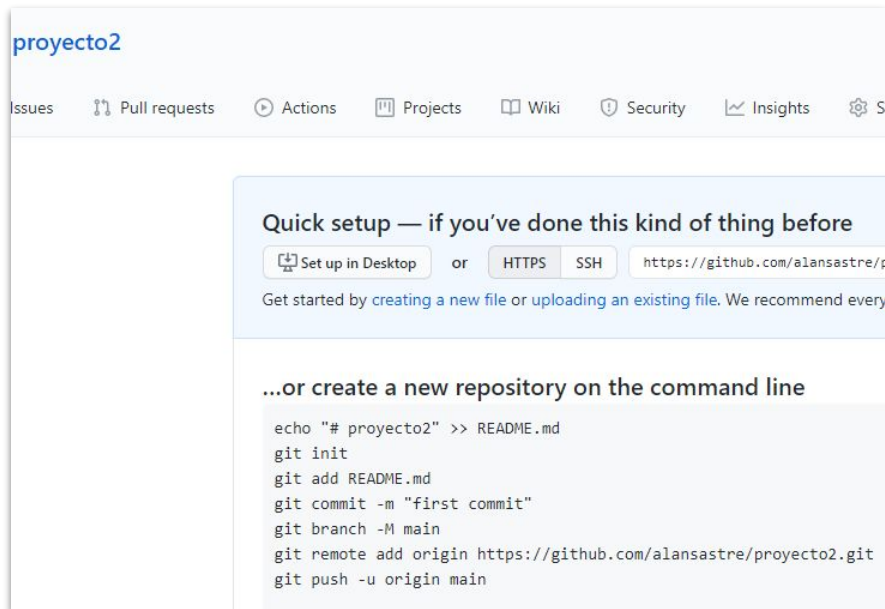 proyecto2
Issues Pull requests Actions Projects Wiki Security Insights S
Quick setup — if you've done this kind of thing before
Set up in Desktop or HTTPS SSH https://github.com/alansastre/p
Get started by creating a new file or uploading an existing file. We recommend every
...or create a new repository on the command line
echo "# proyecto2" >> README.md
git init
git add README.md
git commit -m "first commit"
git branch -M main
git remote add origin https://github.com/alansastre/proyecto2.git
git push -u origin main